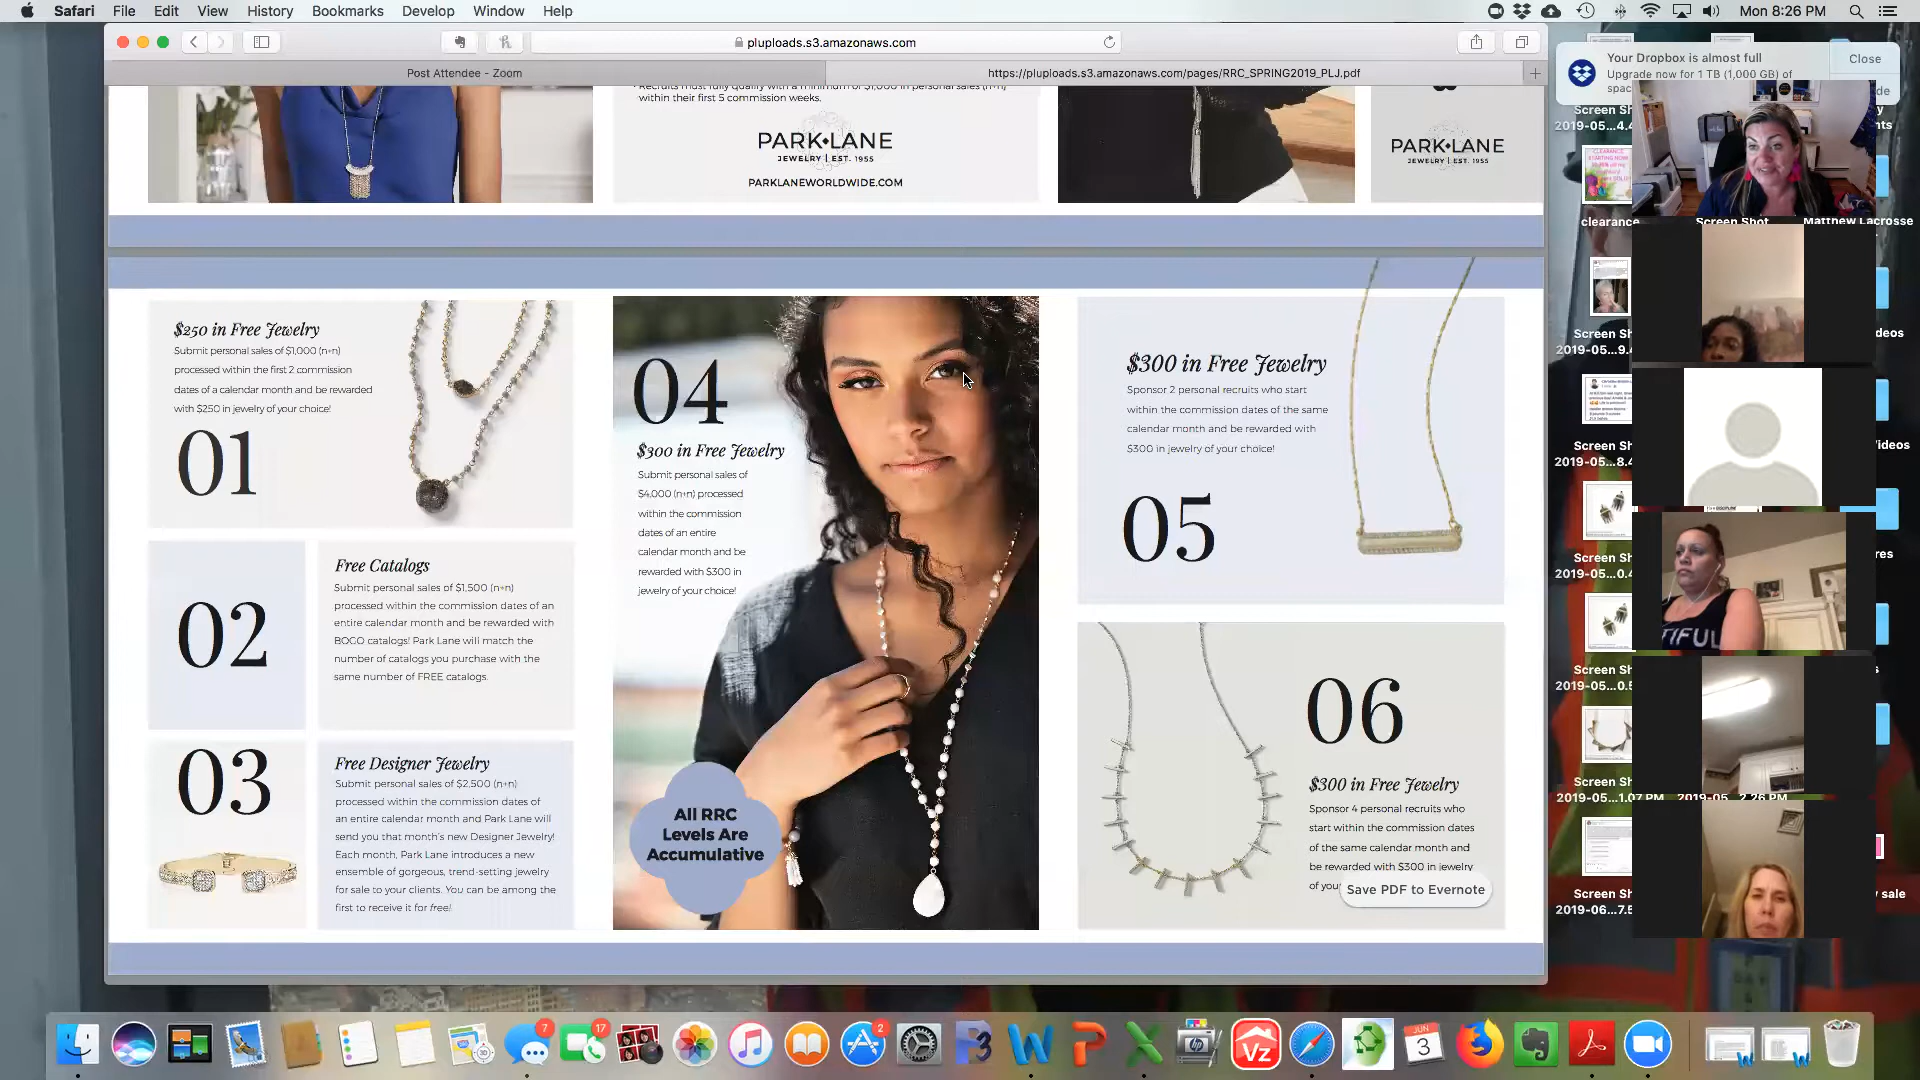 Safari File Edit View History Bookmarks Develop Window Help
Mon 8:26 PM
pluploads.s3.amazonaws.com
Post Attendee - Zoom
https://pluploads.s3.amazonaws.com/pages/RRC_SPRING2019_PLJ.pdf
Your Dropbox is almost full
Upgrade now for 1 TB (1,000 GB) of
Close
within their first 5 commission weeks.
PARK LANE
JEWELRY | EST. 1955
PARKLANEWORLDWIDE.COM
PARK LANE
JEWELRY | EST. 1955
$250 in Free Jewelry
Submit personal sales of $1,000 (n+n)
processed within the first 2 commission
dates of a calendar month and be rewarded
with $250 in jewelry of your choice!
01
02
Free Catalogs
Submit personal sales of $1,500 (n+n)
processed within the commission dates of an
entire calendar month and be rewarded with
BOGO catalogs! Park Lane will match the
number of catalogs you purchase with the
same number of FREE catalogs.
03
Free Designer Jewelry
Submit personal sales of $2,500 (n+n)
processed within the commission dates of
an entire calendar month and Park Lane will
send you that month's new Designer Jewelry!
Each month, Park Lane introduces a new
ensemble of gorgeous, trend-setting jewelry
for sale to your clients. You can be among the
first to receive it for free!
04
$300 in Free Jewelry
Submit personal sales of
$4,000 (n+n) processed
within the commission
dates of an entire
calendar month and be
rewarded with $300 in
jewelry of your choice!
All RRC
Levels Are
Accumulative
$300 in Free Jewelry
Sponsor 2 personal recruits who start
within the commission dates of the same
calendar month and be rewarded with
$300 in jewelry of your choice!
05
06
$300 in Free Jewelry
Sponsor 4 personal recruits who
start within the commission dates
of the same calendar month and
be rewarded with $300 in jewelry
Save PDF to Evernote
clearance
Screen Shot
Matthew Lacrosse
7
17
2
JUN
3